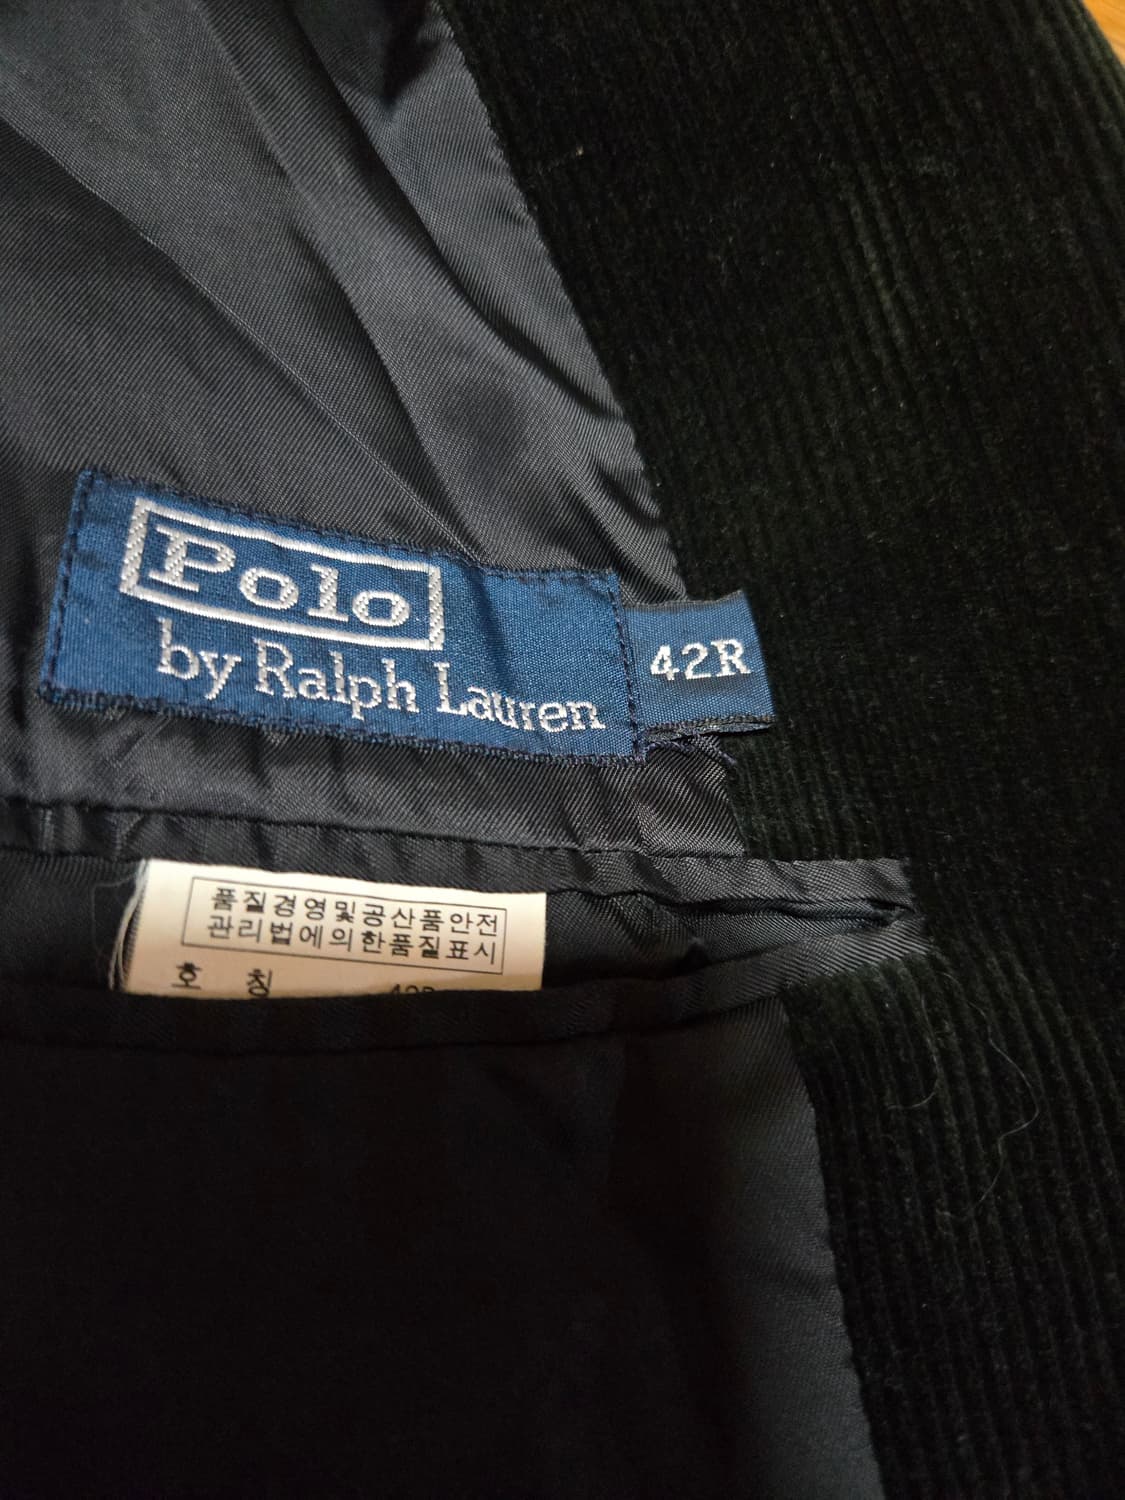 Polo
by Ralph Lauren
42R
품질경영및공산품안전
관리법에의한품질표시
호 칭